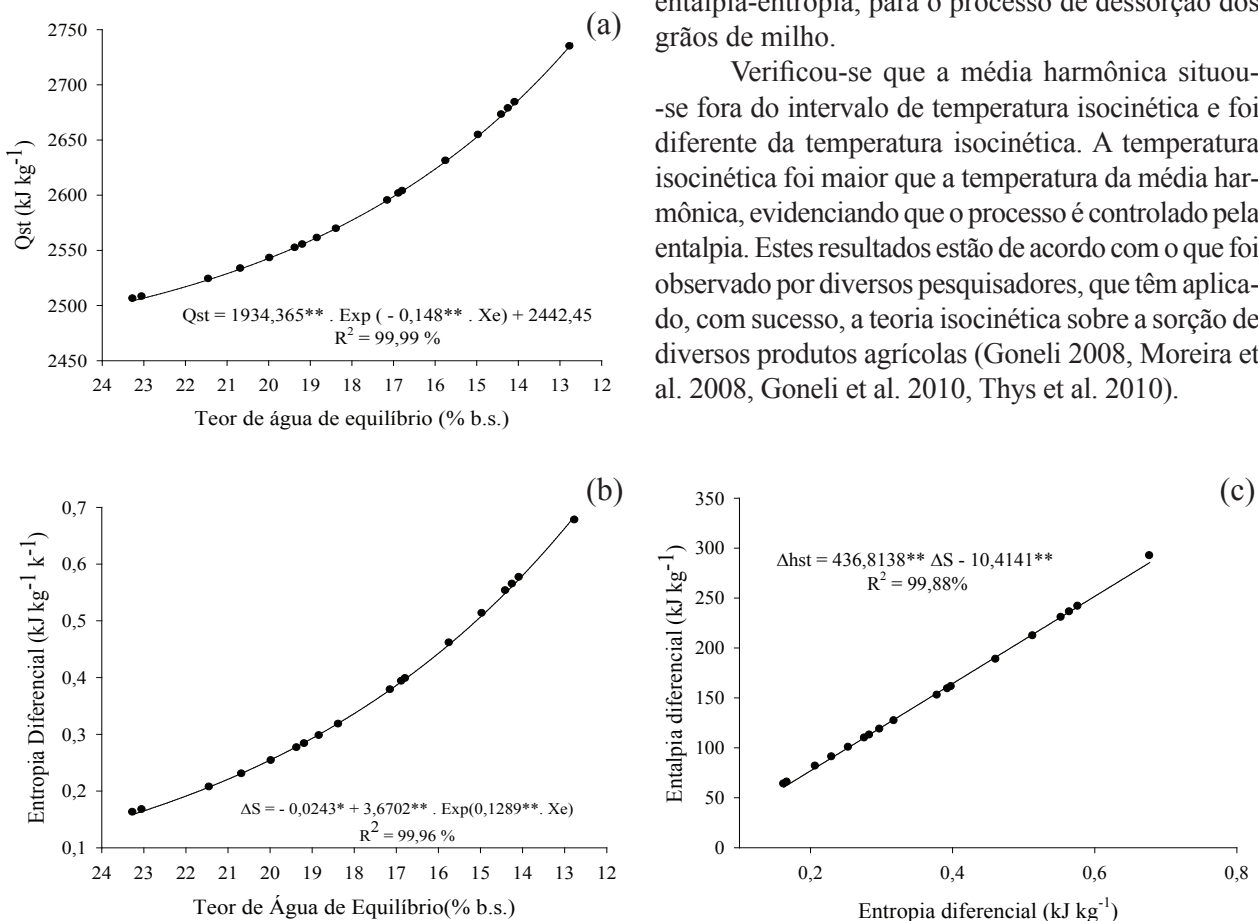 (a)
2750
2700
2650
2600
2550
2500
2450
Qst (kJ kg-1)
Qst = 1934,365** . Exp ( - 0,148** . Xe) + 2442,45
R2 = 99,99 %
24 23 22 21 20 19 18 17 16 15 14 13 12
Teor de água de equilíbrio (% b.s.)
entalpia-entropia, para o processo de dessorção dos
grãos de milho.
Verificou-se que a média harmônica situou-
-se fora do intervalo de temperatura isocinética e foi
diferente da temperatura isocinética. A temperatura
isocinética foi maior que a temperatura da média har-
mônica, evidenciando que o processo é controlado pela
entalpia. Estes resultados estão de acordo com o que foi
observado por diversos pesquisadores, que têm aplica-
do, com sucesso, a teoria isocinética sobre a sorção de
diversos produtos agrícolas (Goneli 2008, Moreira et
al. 2008, Goneli et al. 2010, Thys et al. 2010).
(b)
0,7
0,6
0,5
0,4
0,3
0,2
0,1
Entropia Diferencial (kJ kg-1 k-1)
ΔS = - 0,0243* + 3,6702** . Exp(0,1289**. Xe)
R2 = 99,96 %
24 23 22 21 20 19 18 17 16 15 14 13 12
Teor de Água de Equilíbrio(% b.s.)
(c)
350
300
250
200
150
100
50
0
Entalpia diferencial (kJ kg-1)
Δhst = 436,8138** ΔS - 10,4141**
R2 = 99,88%
0,2 0,4 0,6 0,8
Entropia diferencial (kJ kg-1)